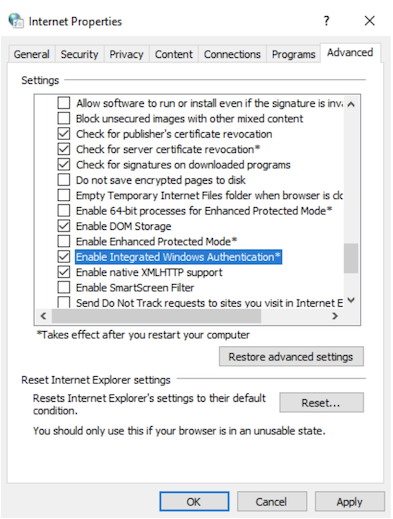 Internet Properties
? ×
General Security Privacy Content Connections Programs Advanced
Settings
Allow software to run or install even if the signature is inv
Block unsecured images with other mixed content
Check for publisher's certificate revocation
Check for server certificate revocation*
Check for signatures on downloaded programs
Do not save encrypted pages to disk
Empty Temporary Internet Files folder when browser is clo
Enable 64-bit processes for Enhanced Protected Mode*
Enable DOM Storage
Enable Enhanced Protected Mode*
Enable Integrated Windows Authentication*
Enable native XMLHTTP support
Enable SmartScreen Filter
Send Do Not Track requests to sites you visit in Internet E
*Takes effect after you restart your computer
Restore advanced settings
Reset Internet Explorer settings
Resets Internet Explorer's settings to their default
condition.
Reset...
You should only use this if your browser is in an unusable state.
OK Cancel Apply